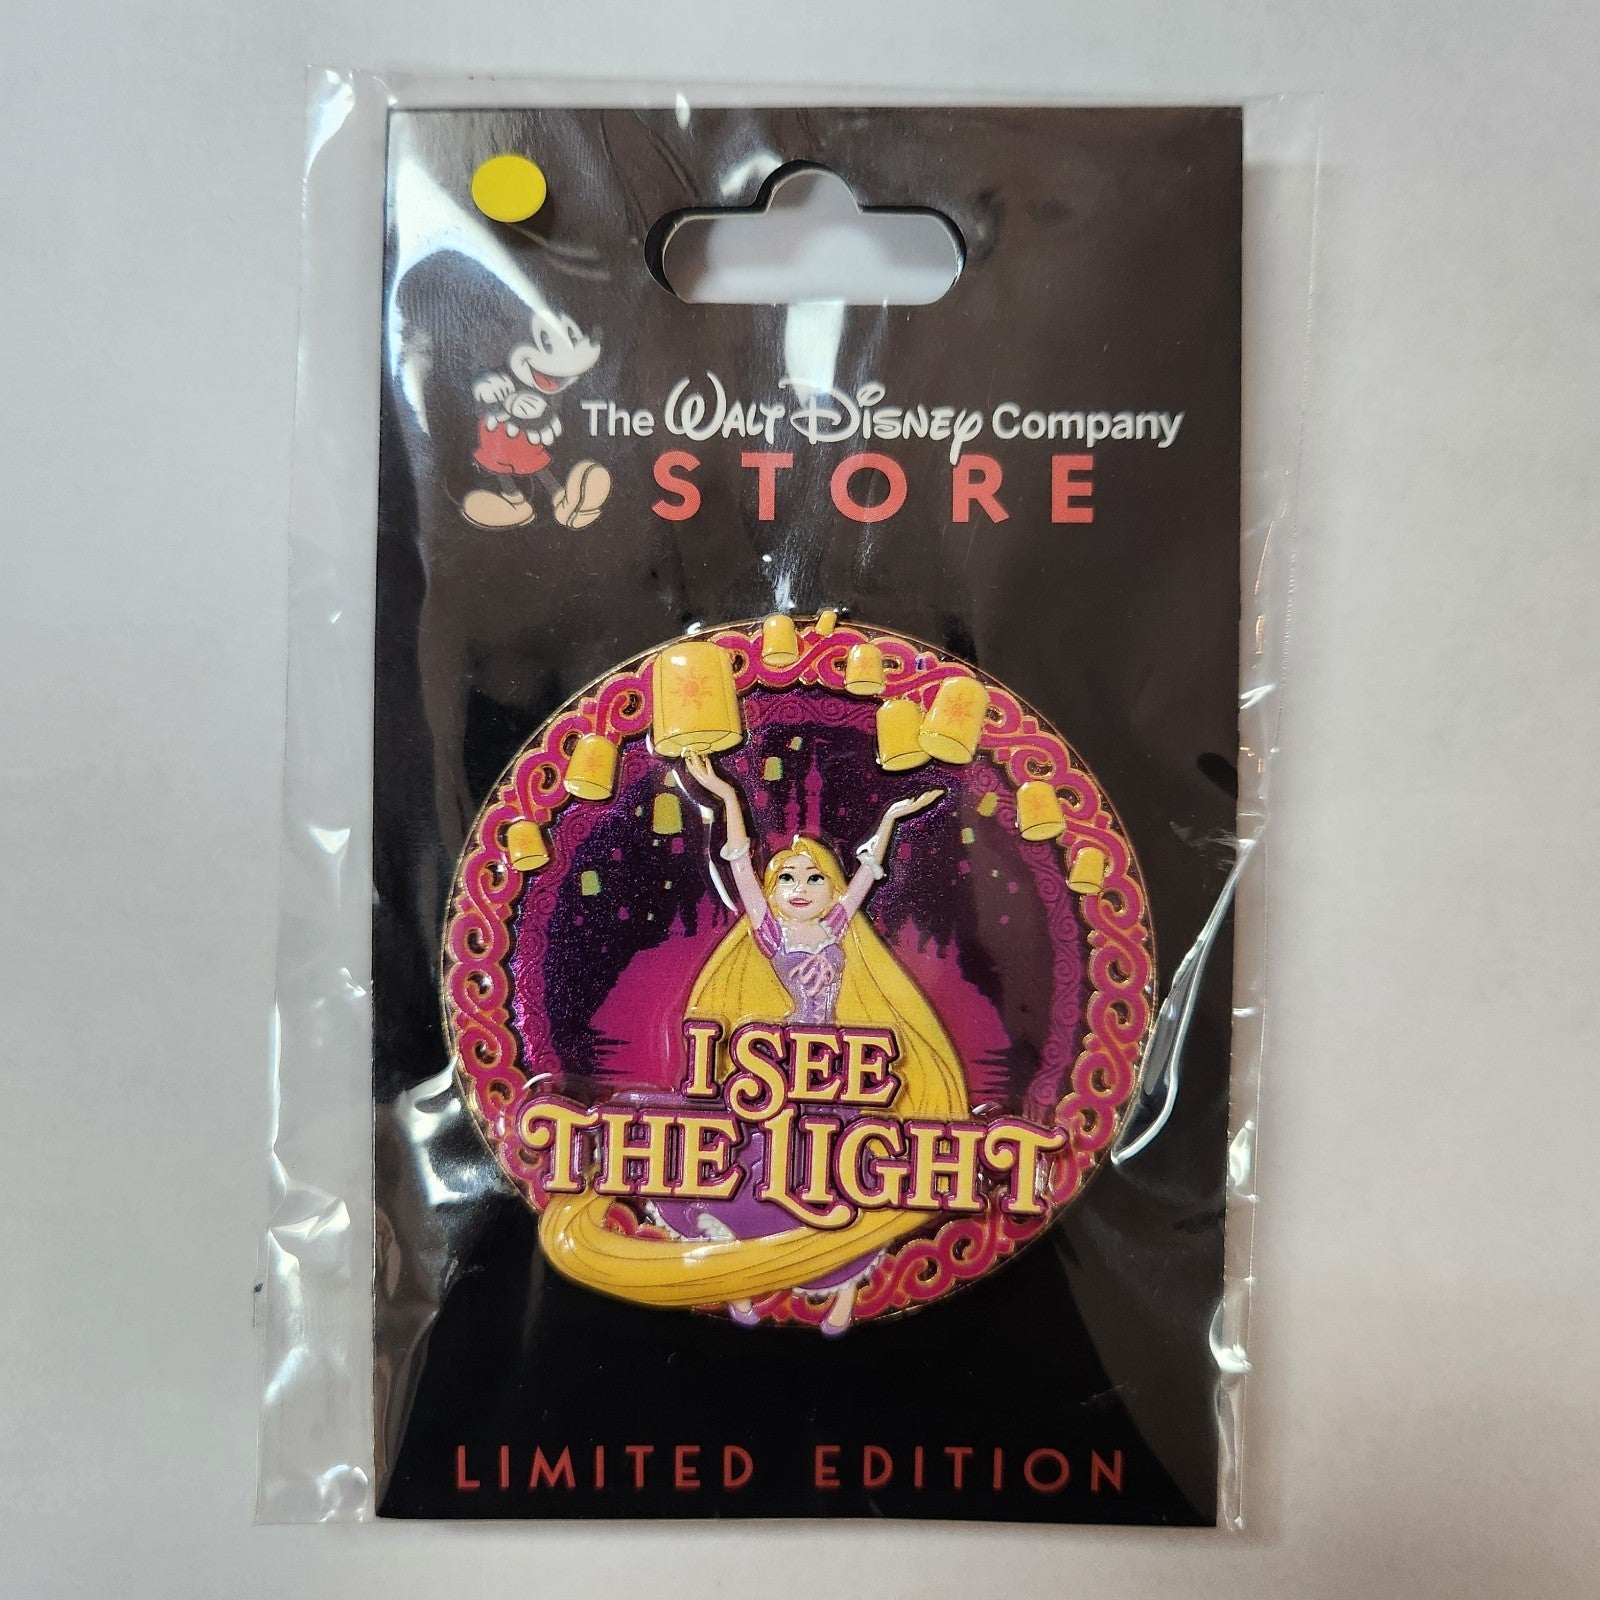 The WALT DISNEY Company
STORE
I SEE
THE LIGHT
LIMITED EDITION